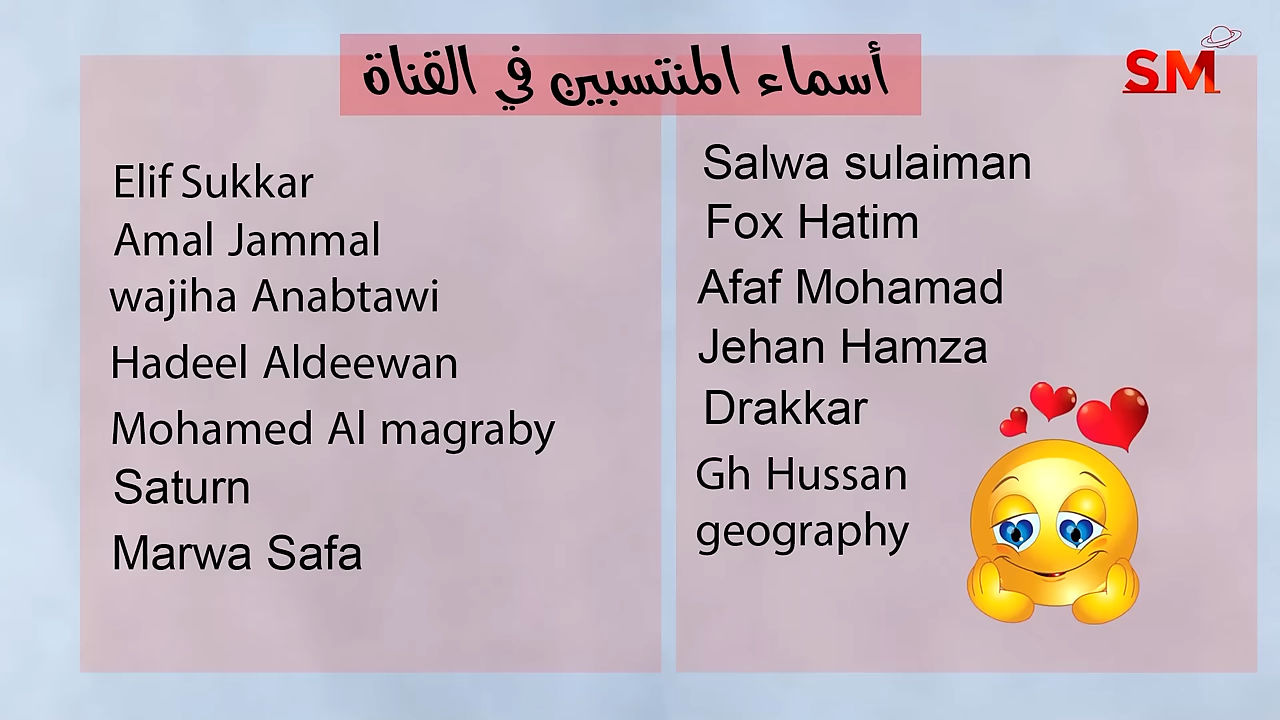 أسماء المنتسبين في القناة
SM
Elif Sukkar
Amal Jammal
wajiha Anabtawi
Hadeel Aldeewan
Mohamed Al magraby
Saturn
Marwa Safa
Salwa sulaiman
Fox Hatim
Afaf Mohamad
Jehan Hamza
Drakkar
Gh Hussan
geography